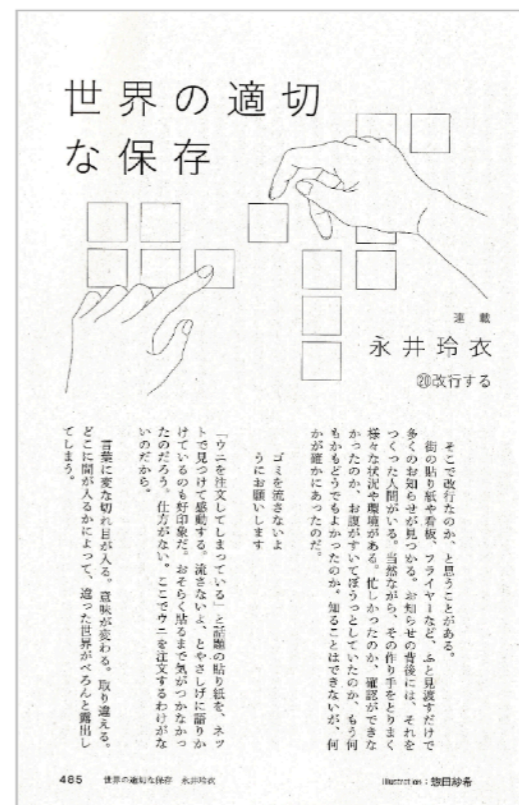 世界の適切
な保存
連載
永井玲衣
⑳改行する
そこで改行なのか、と思うことがある。
街の貼り紙や看板、フライヤーなど、ふと見渡すだけで
多くのお知らせが見つかる。お知らせの背後には、それを
つくった人間がいる。当然ながら、その作り手をとりまく
様々な状況や環境がある。忙しかったのか、確認ができな
かったのか、お腹がすいてぼうっとしていたのか、もう何
もかもどうでもよかったのか。知ることはできないが、何
かが確かにあったのだ。
ゴミを流さないよ
うにお願いします
「ウニを注文してしまっている」と話題の貼り紙を、ネッ
トで見つけて感動する。流さないよ、とやさしげに語りか
けているのも好印象だ。おそらく貼るまで気がつかなかっ
たのだろう。仕方がない。ここでウニを注文するわけがな
いのだから。
言葉に変な切れ目が入る。意味が変わる。取り違える。
どこに間が入るかによって、違った世界がべろんと露出し
てしまう。
485 世界の適切な保存 永井玲衣
Illustration：惣田紗希